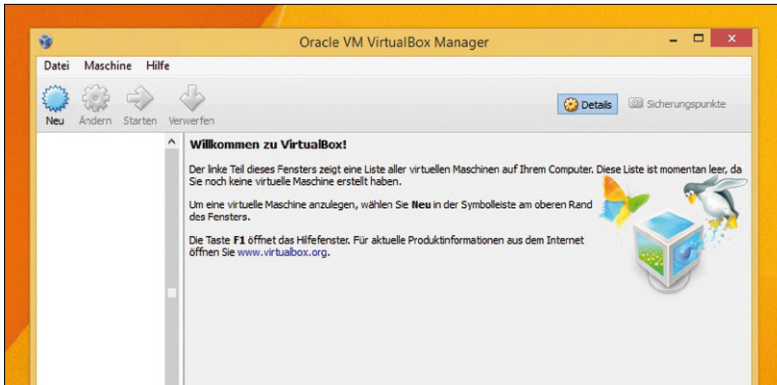 Oracle VM VirtualBox Manager
Datei Maschine Hilfe
Neu Ändern Starten Verwerfen
Details Sicherungspunkte
Willkommen zu VirtualBox!
Der linke Teil dieses Fensters zeigt eine Liste aller virtuellen Maschinen auf Ihrem Computer. Diese Liste ist momentan leer, da
Sie noch keine virtuelle Maschine erstellt haben.
Um eine virtuelle Maschine anzulegen, wählen Sie Neu in der Symbolleiste am oberen Rand
des Fensters.
Die Taste F1 öffnet das Hilfefenster. Für aktuelle Produktinformationen aus dem Internet
öffnen Sie www.virtualbox.org.